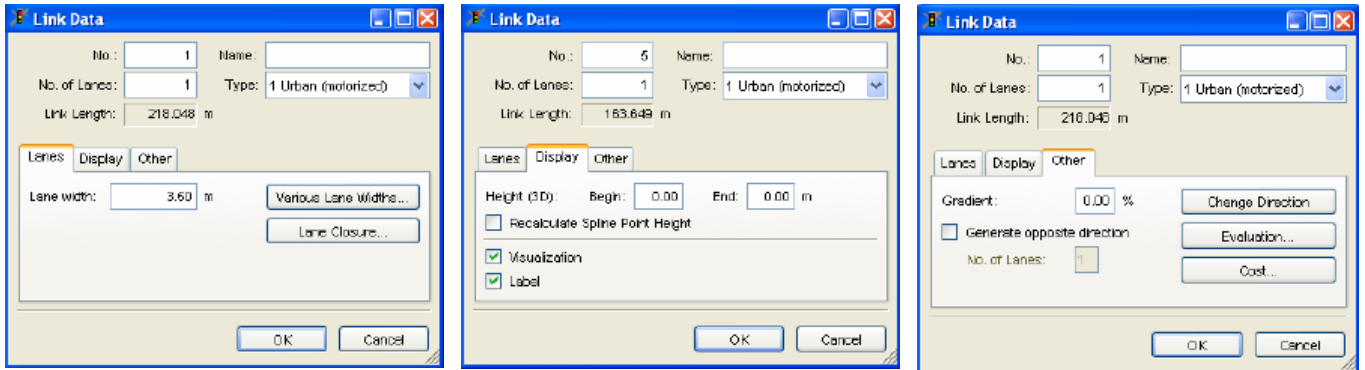 Link Data
No.: 1 Name:
No. of Lanes: 1 Type: 1 Urban (motorized)
Link Length: 218.048 m
Lanes Display Other
Lane width: 3.60 m Various Lane Widths...
Lane Closure...
OK Cancel
Link Data
No.: 5 Name:
No. of Lanes: 1 Type: 1 Urban (motorized)
Link Length: 163.649 m
Lanes Display Other
Height (3D): Begin: 0.00 End: 0.00 m
Recalculate Spline Point Height
Visualization
Label
OK Cancel
Link Data
No.: 1 Name:
No. of Lanes: 1 Type: 1 Urban (motorized)
Link Length: 218.048 m
Lanes Display Other
Gradient: 0.00 % Change Direction
Generate opposite direction Evaluation...
No. of Lanes: 1 Cost...
OK Cancel